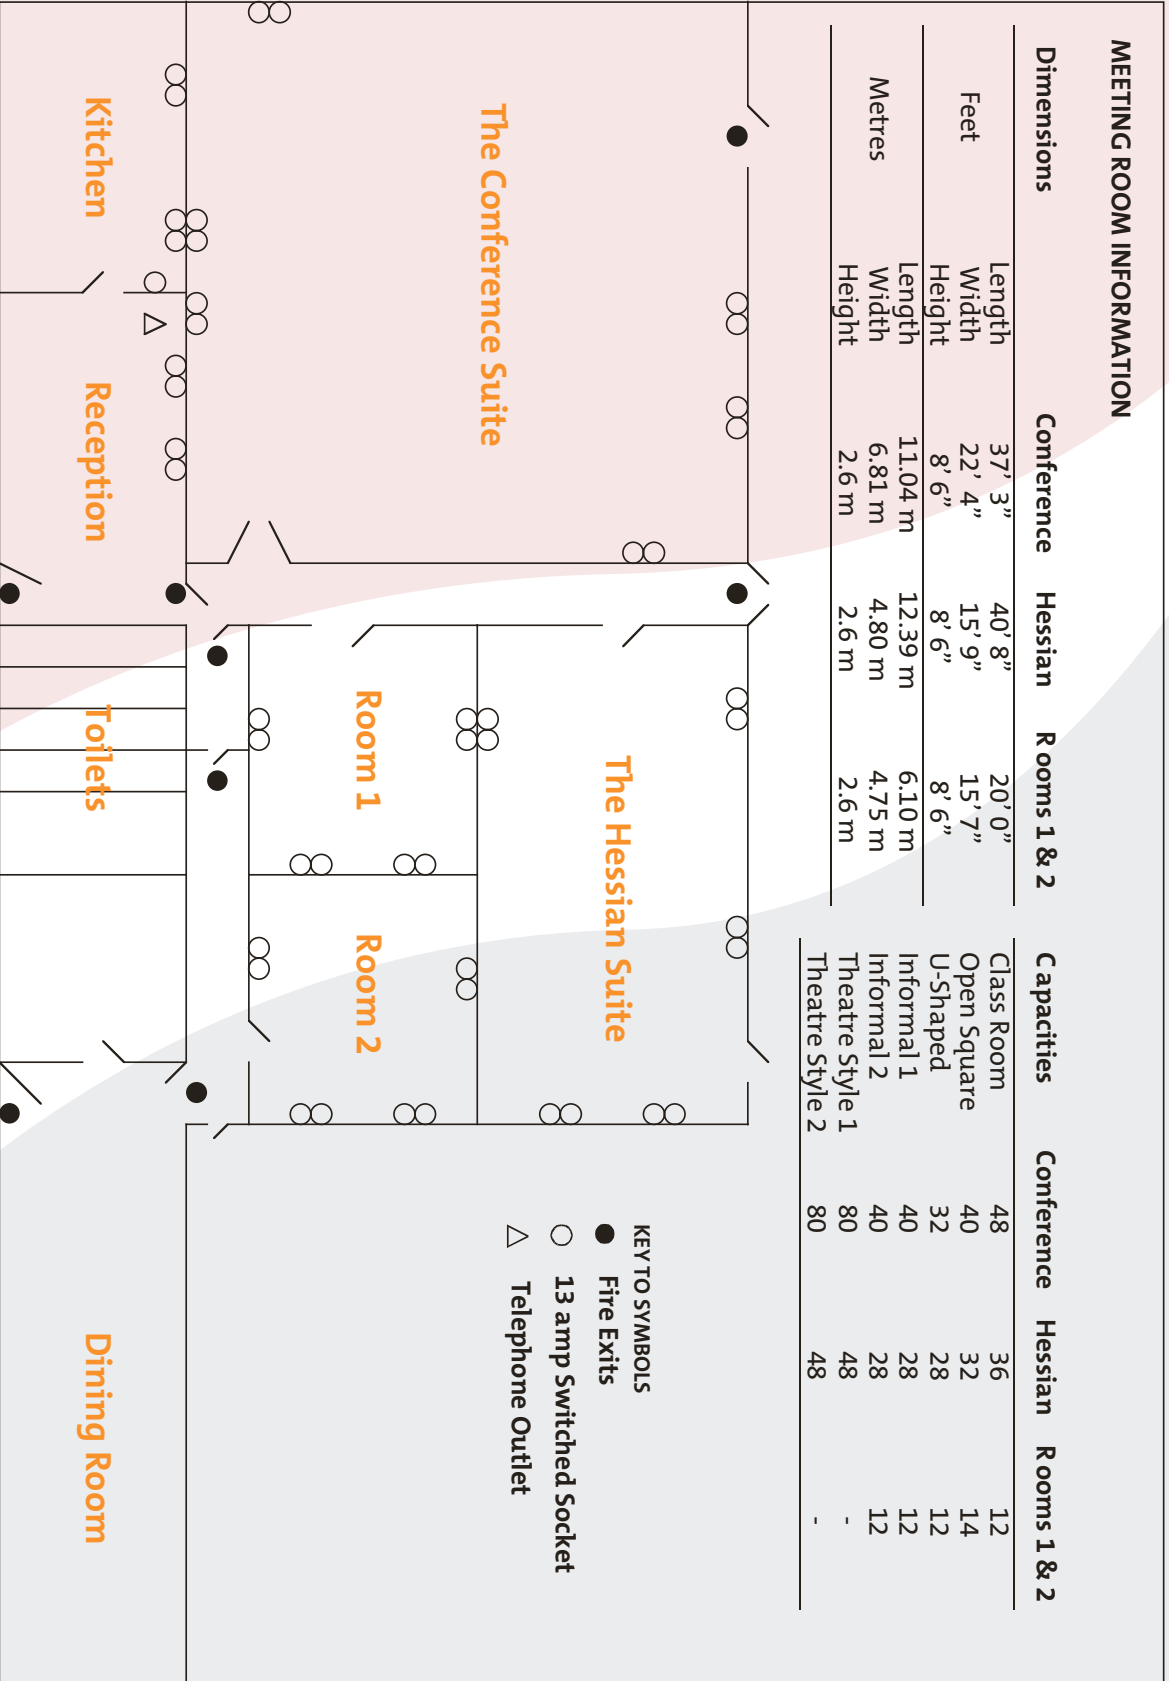 MEETING ROOM INFORMATION
Dimensions Conference Hessian Rooms 1 & 2
Feet Length 37’ 3” 40’ 8” 20’ 0”
Width 22’ 4” 15’ 9” 15’ 7”
Height 8’ 6” 8’ 6” 8’ 6”
Metres Length 11.04 m 12.39 m 6.10 m
Width 6.81 m 4.80 m 4.75 m
Height 2.6 m 2.6 m 2.6 m
Capacities Conference Hessian Rooms 1 & 2
Class Room 48 36 12
Open Square 40 32 14
U-Shaped 32 28 12
Informal 1 40 28 12
Informal 2 40 28 12
Theatre Style 1 80 48 -
Theatre Style 2 80 48 -
The Conference Suite
The Hessian Suite
Room 1
Room 2
KEY TO SYMBOLS
Fire Exits
13 amp Switched Socket
Telephone Outlet
Kitchen
Reception
Toilets
Dining Room